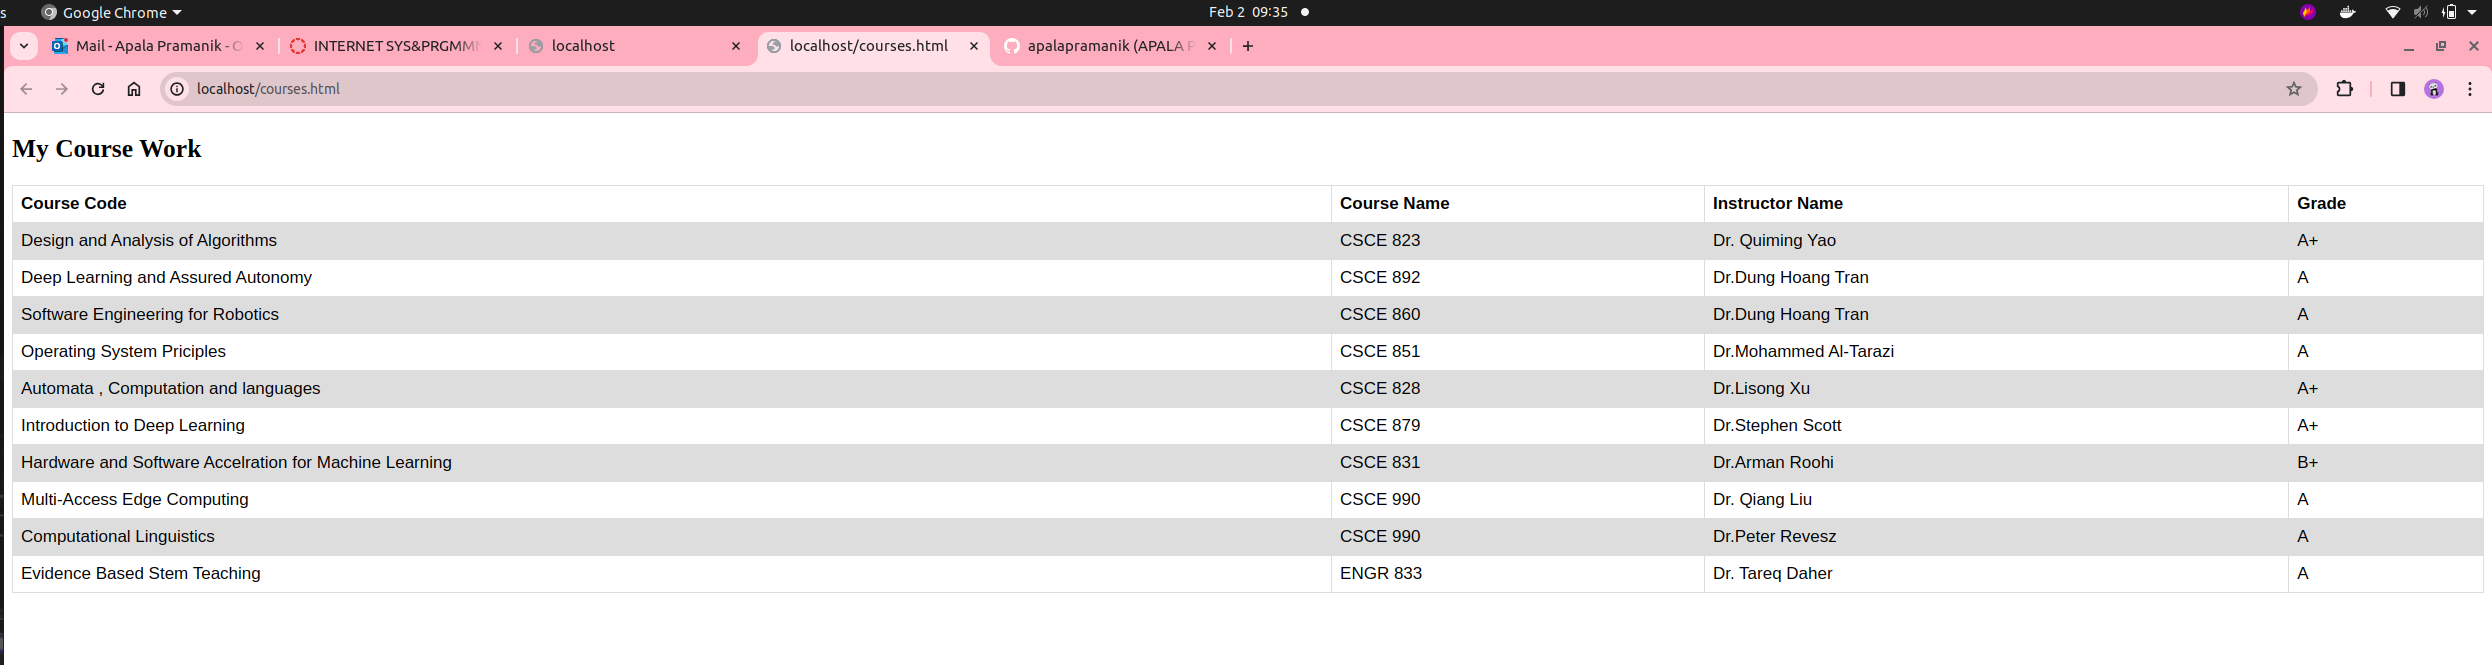 s Google Chrome Feb 2 09:35
Mail - Apala Pramanik - O INTERNET SYS&PRGMM localhost localhost/courses.html apalapramanik (APALA P
localhost/courses.html
My Course Work
Course Code Course Name Instructor Name Grade
Design and Analysis of Algorithms CSCE 823 Dr. Quiming Yao A+
Deep Learning and Assured Autonomy CSCE 892 Dr.Dung Hoang Tran A
Software Engineering for Robotics CSCE 860 Dr.Dung Hoang Tran A
Operating System Priciples CSCE 851 Dr.Mohammed Al-Tarazi A
Automata , Computation and languages CSCE 828 Dr.Lisong Xu A+
Introduction to Deep Learning CSCE 879 Dr.Stephen Scott A+
Hardware and Software Accelration for Machine Learning CSCE 831 Dr.Arman Roohi B+
Multi-Access Edge Computing CSCE 990 Dr. Qiang Liu A
Computational Linguistics CSCE 990 Dr.Peter Revesz A
Evidence Based Stem Teaching ENGR 833 Dr. Tareq Daher A